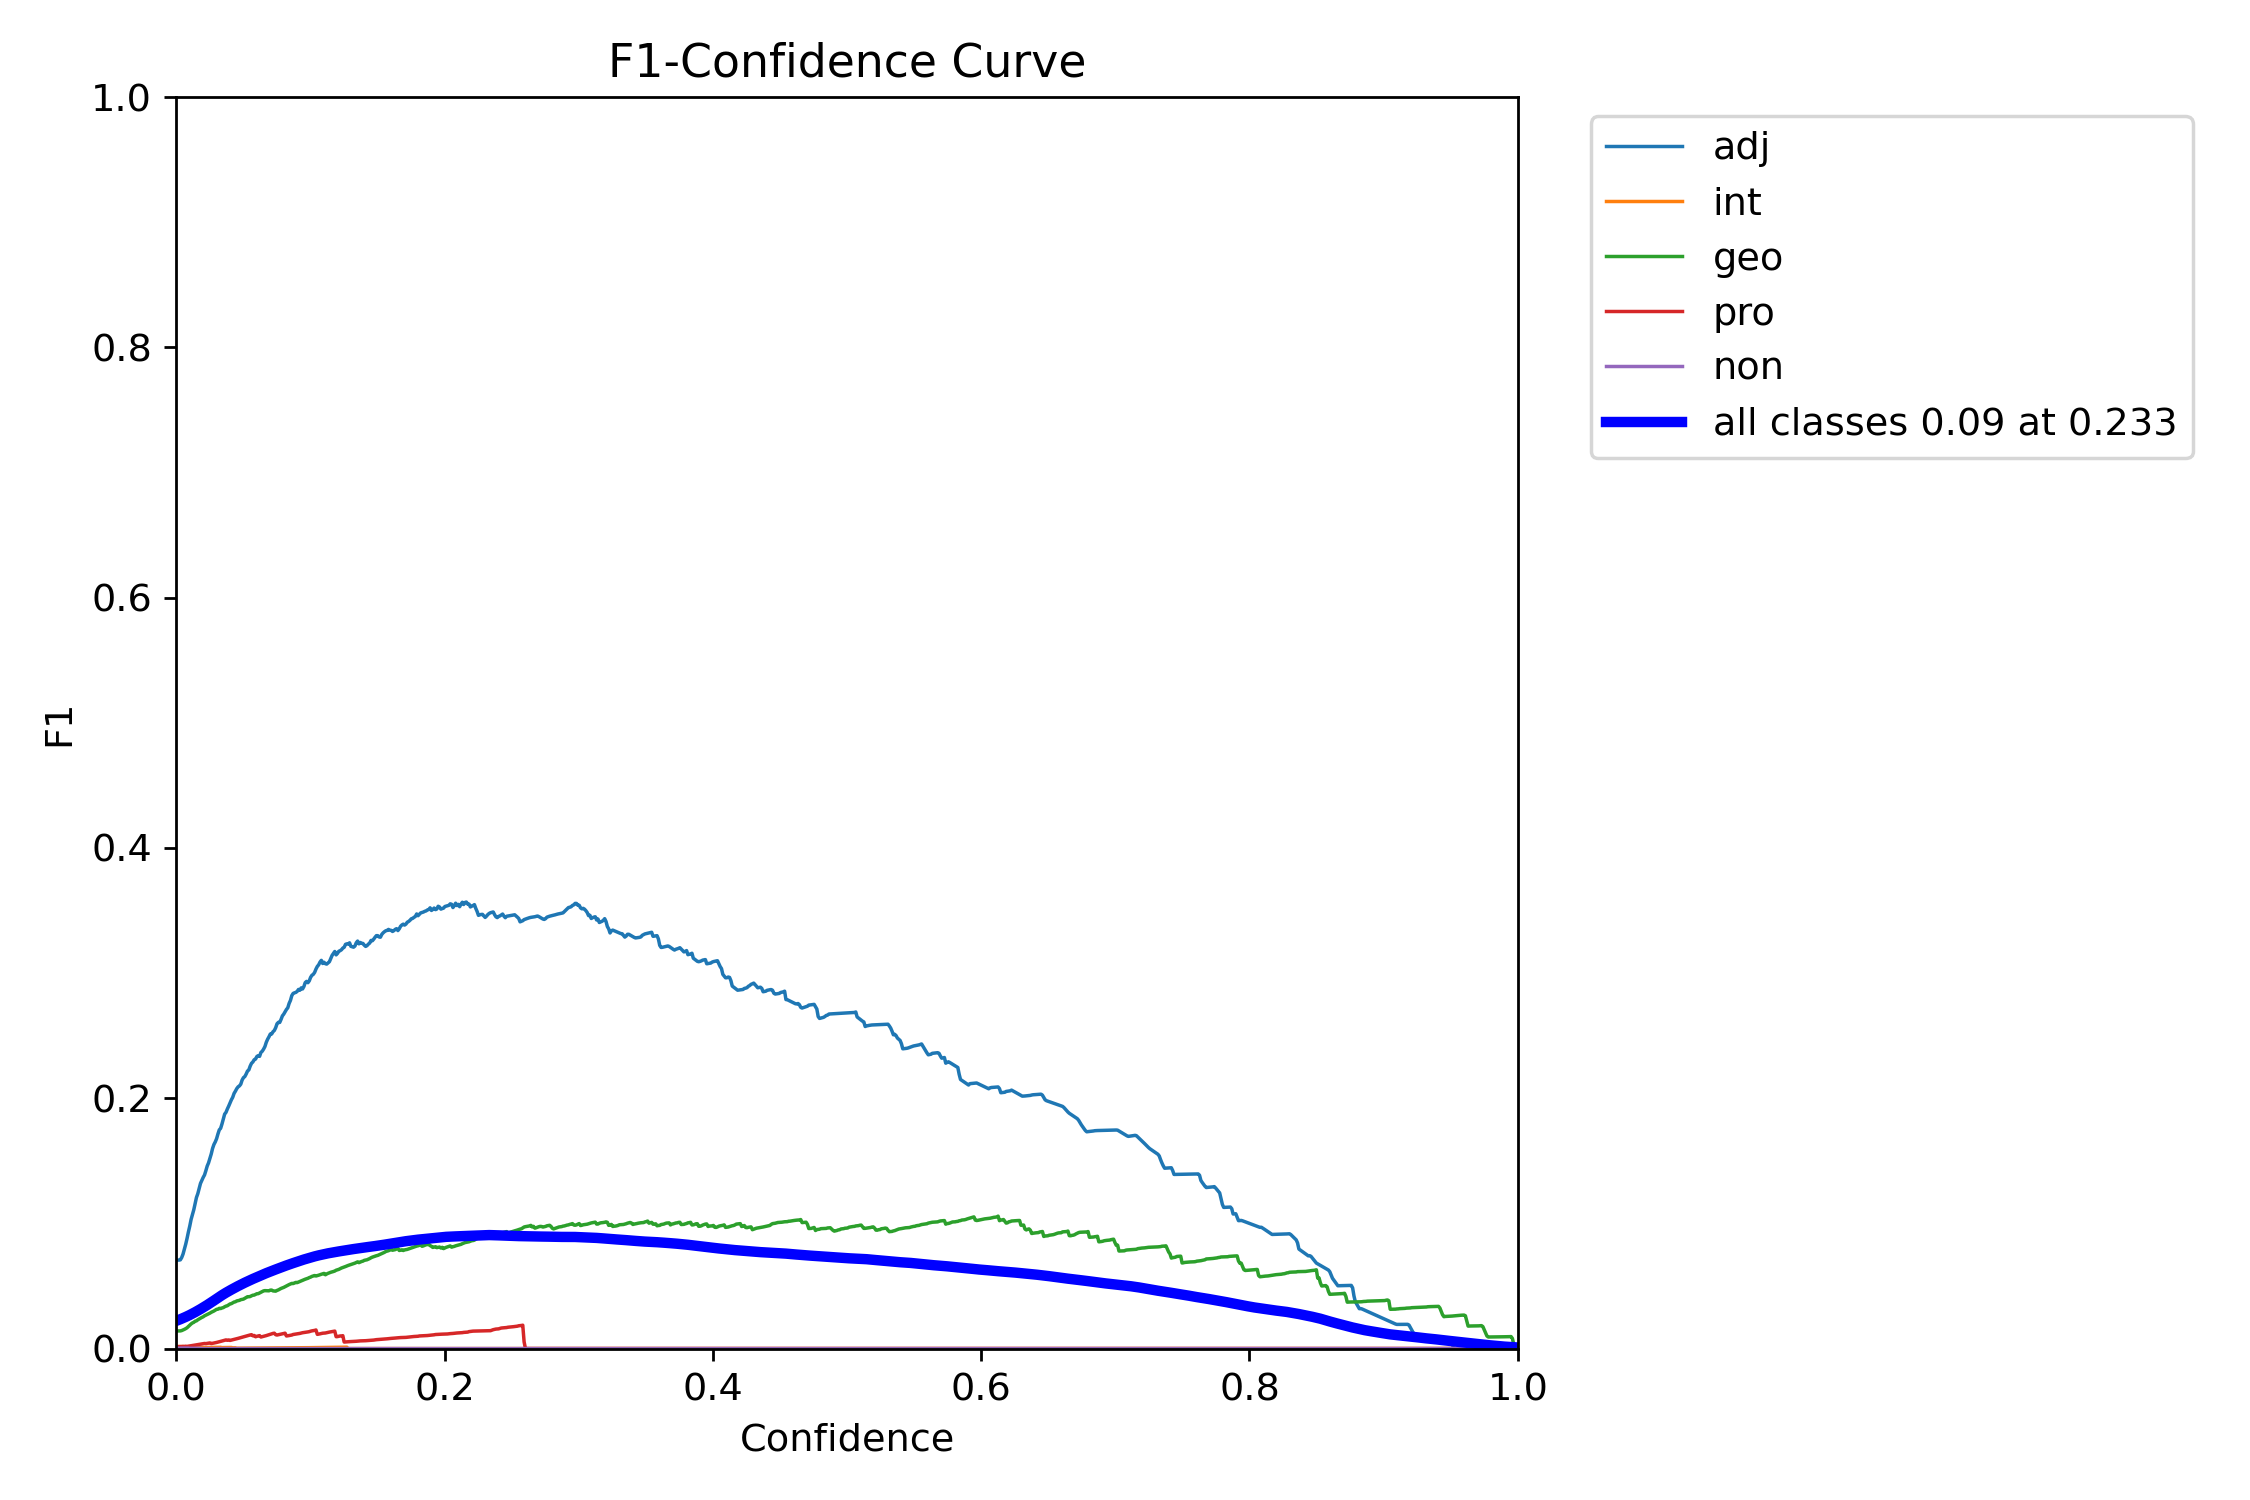 F1-Confidence Curve
1.0
0.8
0.6
0.4
0.2
0.0
F1
0.0 0.2 0.4 0.6 0.8 1.0
Confidence
adj
int
geo
pro
non
all classes 0.09 at 0.233